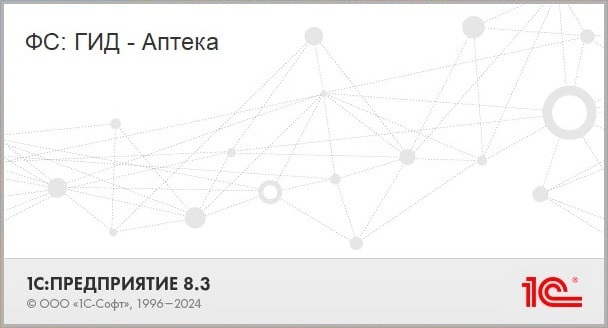 ФС: ГИД - Аптека
1С:ПРЕДПРИЯТИЕ 8.3
© ООО «1С-Софт», 1996—2024
1С®